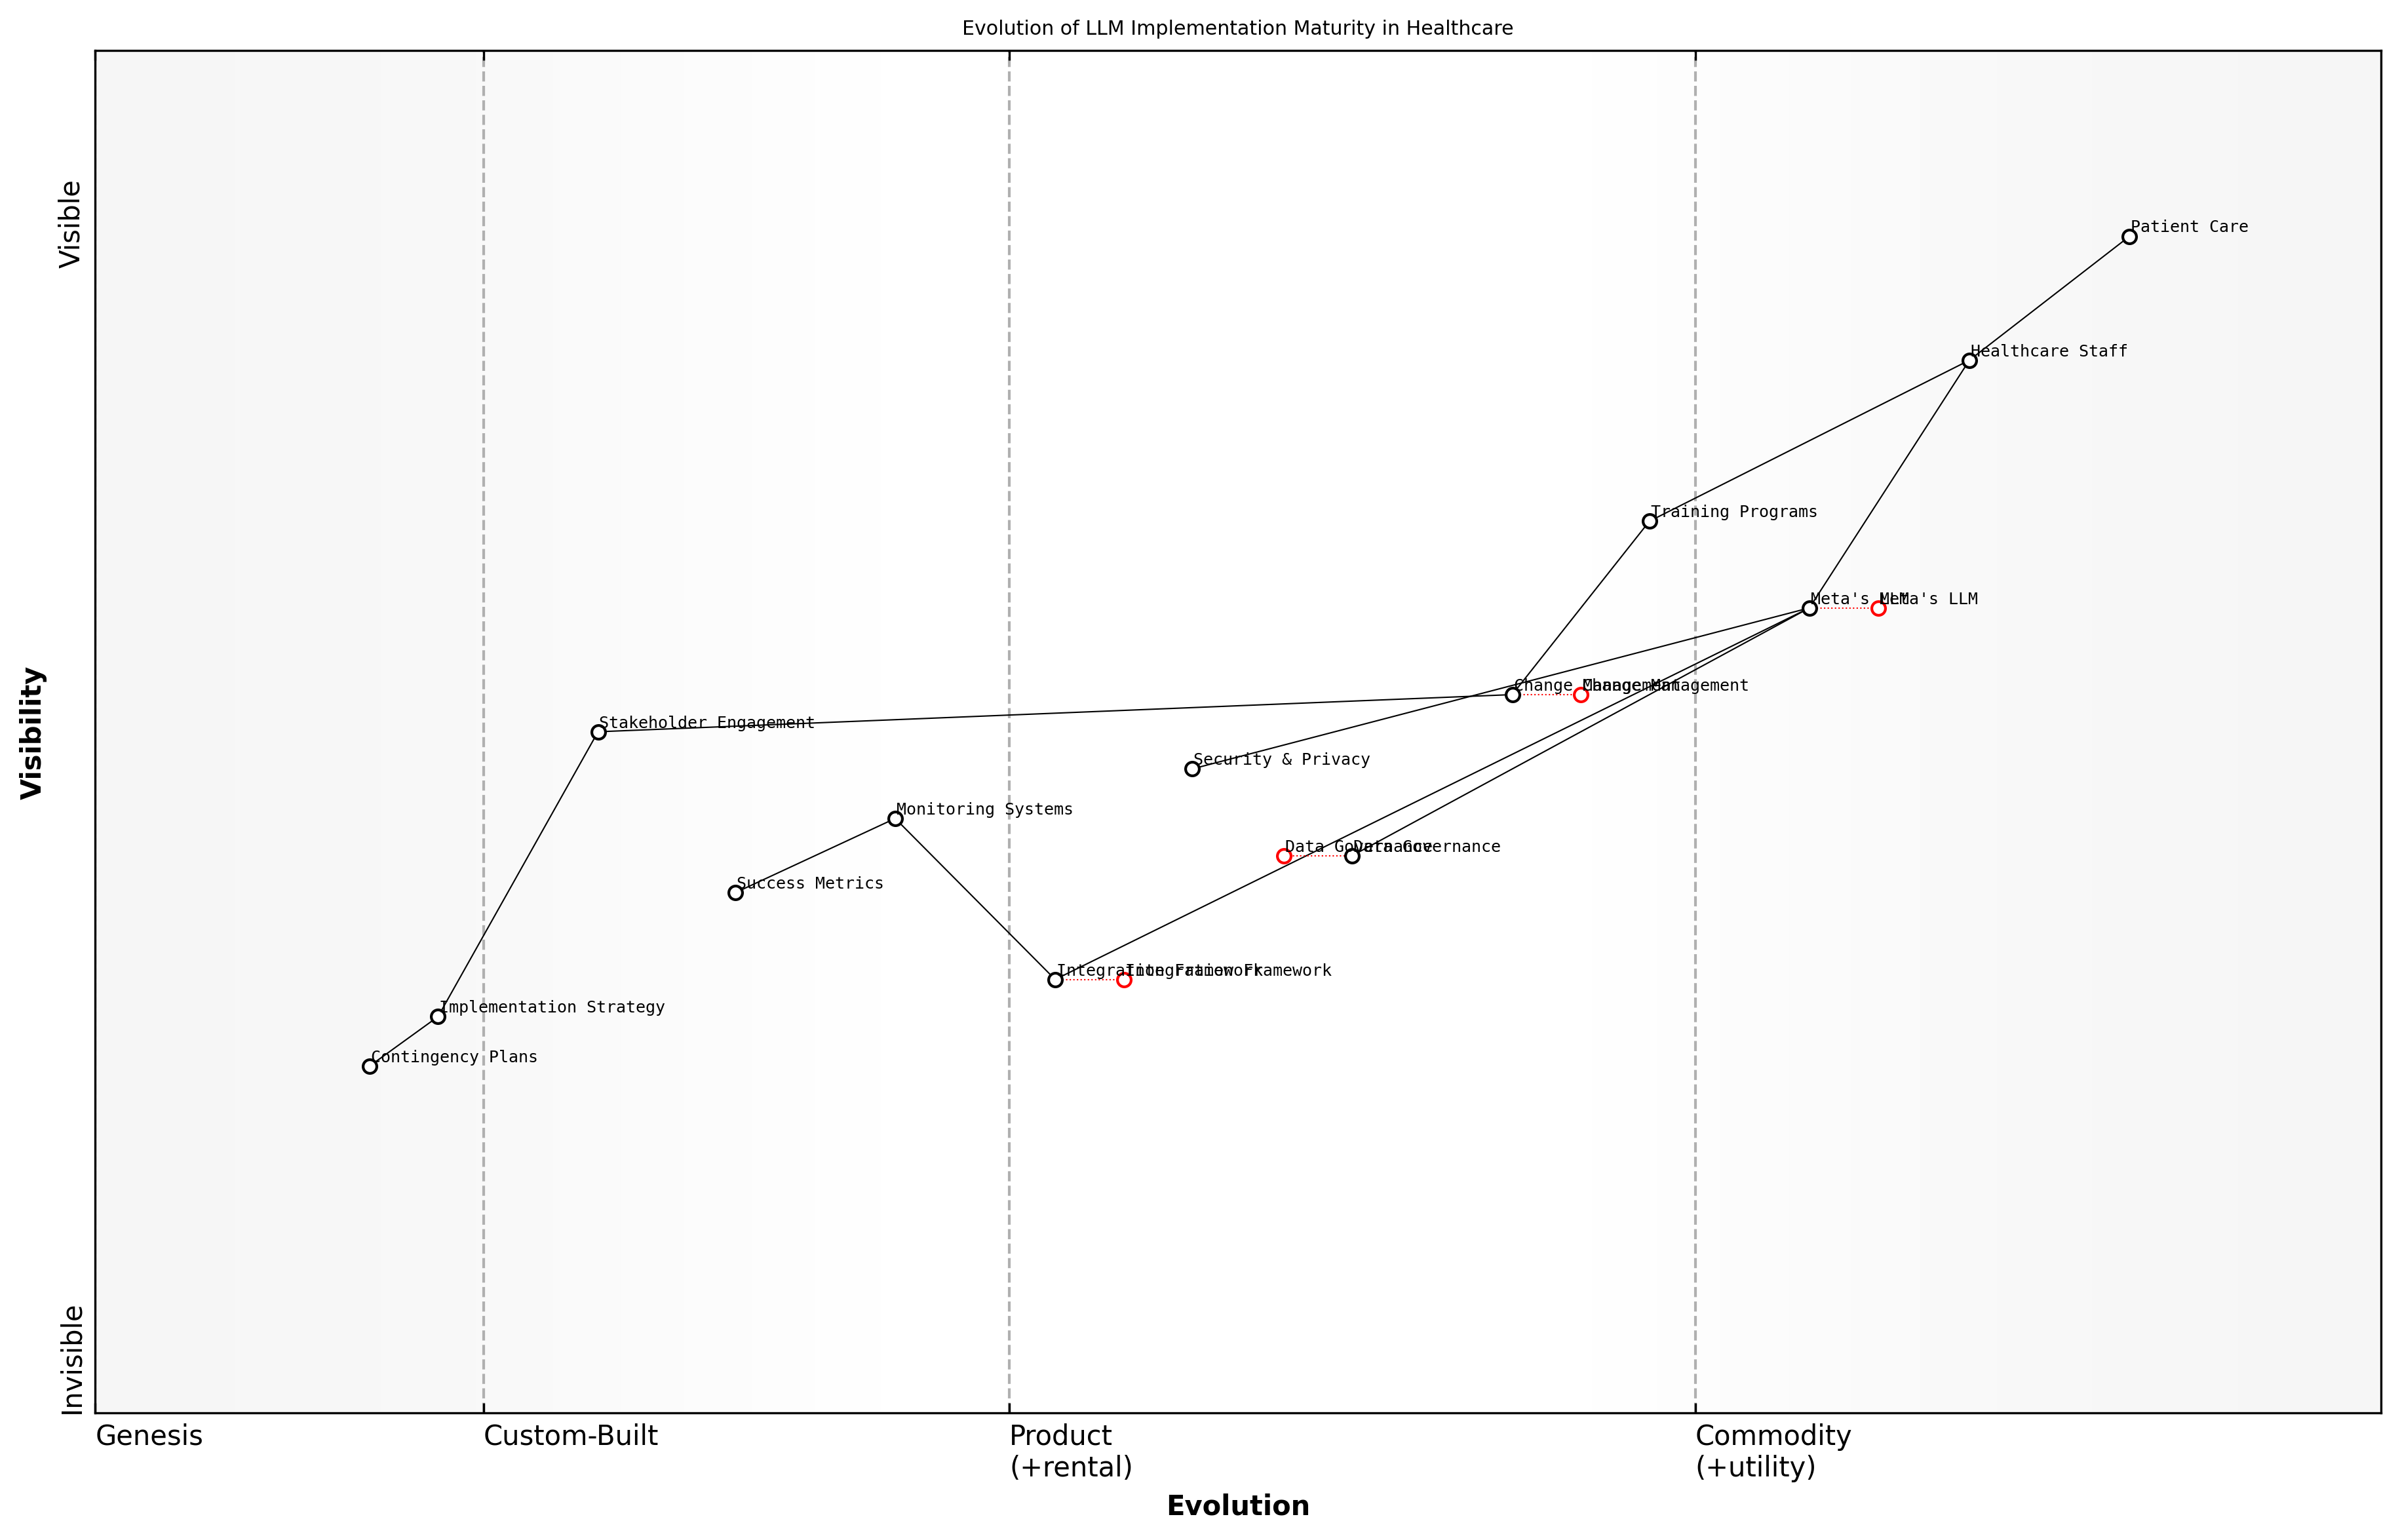 Evolution of LLM Implementation Maturity in Healthcare
Visible
Patient Care
Healthcare Staff
Training Programs
Meta's LLM
Meta's LLM
Change Management
Change Management
Visibility
Stakeholder Engagement
Security & Privacy
Monitoring Systems
Data Governance
Data Governance
Success Metrics
Integration Framework
Integration Framework
Implementation Strategy
Contingency Plans
Invisible
Genesis
Custom-Built
Product
(+rental)
Commodity
(+utility)
Evolution